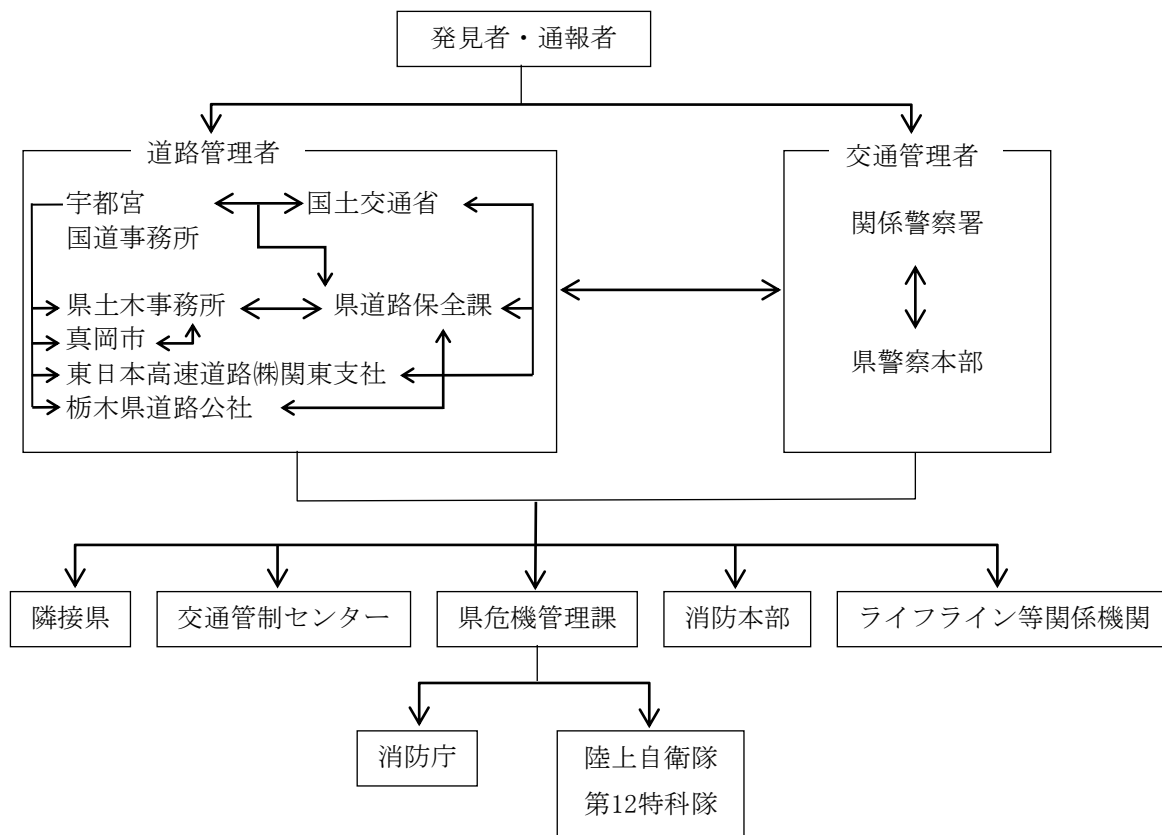 発見者・通報者
道路管理者
交通管理者
宇都宮
国道事務所
国土交通省
関係警察署
県土木事務所
県道路保全課
真岡市
県警察本部
東日本高速道路㈱関東支社
栃木県道路公社
隣接県
交通管制センター
県危機管理課
消防本部
ライフライン等関係機関
消防庁
陸上自衛隊
第12特科隊